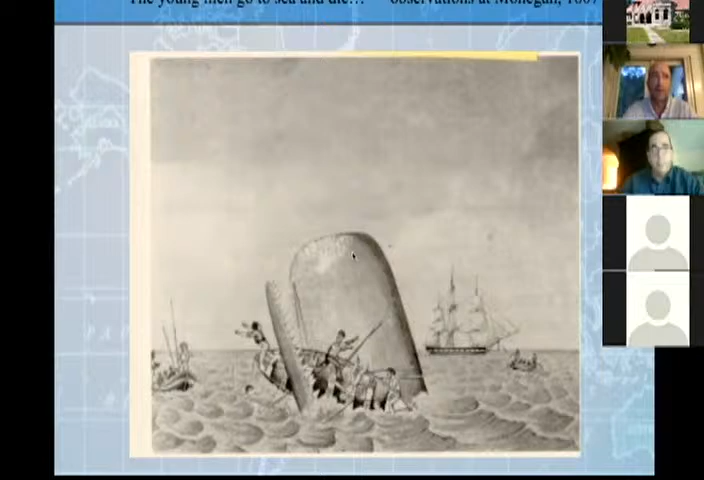 The young men go to sea and die... observations at Monegan, 1607